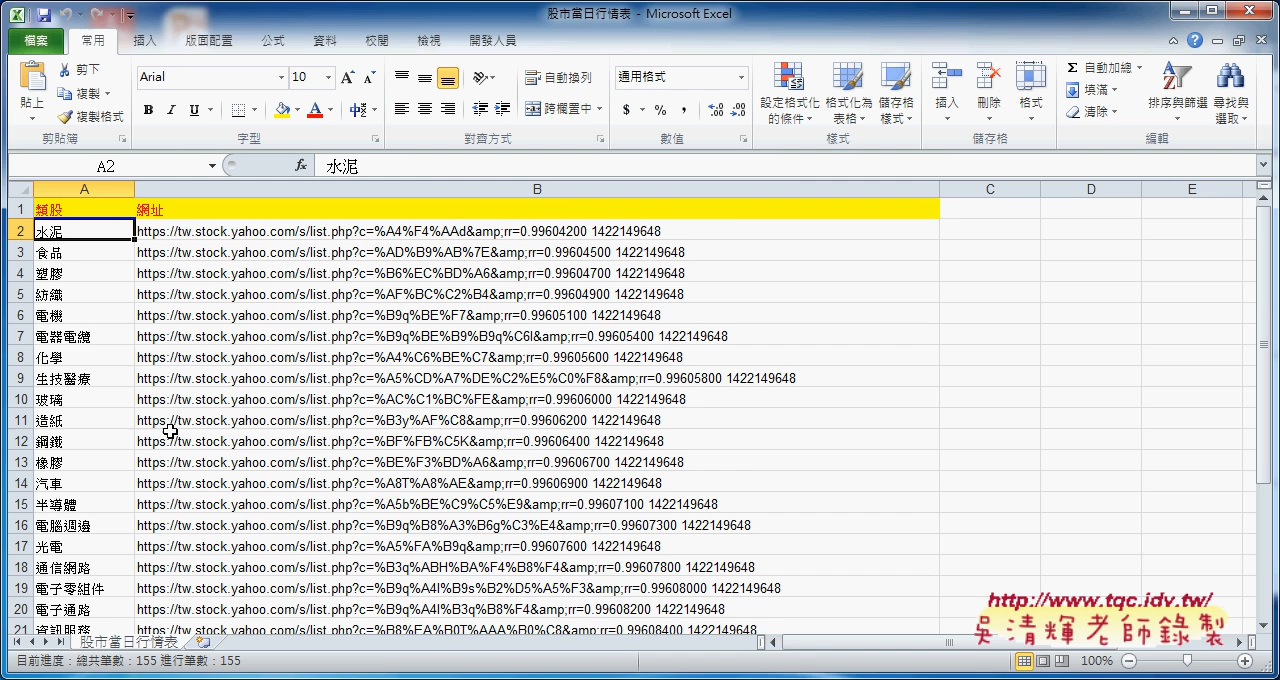 股市當日行情表 - Microsoft Excel
檔案 常用 插入 版面配置 公式 資料 校閱 檢視 開發人員
貼上 剪下 複製 複製格式 剪貼簿
Arial 10 字型
自動換列 跨欄置中 對齊方式
通用格式 數值
設定格式化的條件 格式化為表格 儲存格樣式 樣式
插入 刪除 格式 儲存格
自動加總 填滿 清除 排序與篩選 尋找與選取 編輯
A2 fx 水泥
A B C D E
1 類股 網址
2 水泥 https://tw.stock.yahoo.com/s/list.php?c=%A4%F4%AAd&amp;rr=0.99604200 1422149648
3 食品 https://tw.stock.yahoo.com/s/list.php?c=%AD%B9%AB%7E&amp;rr=0.99604500 1422149648
4 塑膠 https://tw.stock.yahoo.com/s/list.php?c=%B6%EC%BD%A6&amp;rr=0.99604700 1422149648
5 紡織 https://tw.stock.yahoo.com/s/list.php?c=%AF%BC%C2%B4&amp;rr=0.99604900 1422149648
6 電機 https://tw.stock.yahoo.com/s/list.php?c=%B9q%BE%F7&amp;rr=0.99605100 1422149648
7 電器電纜 https://tw.stock.yahoo.com/s/list.php?c=%B9q%BE%B9%B9q%C6l&amp;rr=0.99605400 1422149648
8 化學 https://tw.stock.yahoo.com/s/list.php?c=%A4%C6%BE%C7&amp;rr=0.99605600 1422149648
9 生技醫療 https://tw.stock.yahoo.com/s/list.php?c=%A5%CD%A7%DE%C2%E5%C0%F8&amp;rr=0.99605800 1422149648
10 玻璃 https://tw.stock.yahoo.com/s/list.php?c=%AC%C1%BC%FE&amp;rr=0.99606000 1422149648
11 造紙 https://tw.stock.yahoo.com/s/list.php?c=%B3y%AF%C8&amp;rr=0.99606200 1422149648
12 鋼鐵 https://tw.stock.yahoo.com/s/list.php?c=%BF%FB%C5K&amp;rr=0.99606400 1422149648
13 橡膠 https://tw.stock.yahoo.com/s/list.php?c=%BE%F3%BD%A6&amp;rr=0.99606700 1422149648
14 汽車 https://tw.stock.yahoo.com/s/list.php?c=%A8T%A8%AE&amp;rr=0.99606900 1422149648
15 半導體 https://tw.stock.yahoo.com/s/list.php?c=%A5b%BE%C9%C5%E9&amp;rr=0.99607100 1422149648
16 電腦週邊 https://tw.stock.yahoo.com/s/list.php?c=%B9q%B8%A3%B6g%C3%E4&amp;rr=0.99607300 1422149648
17 光電 https://tw.stock.yahoo.com/s/list.php?c=%A5%FA%B9q&amp;rr=0.99607600 1422149648
18 通信網路 https://tw.stock.yahoo.com/s/list.php?c=%B3q%ABH%BA%F4%B8%F4&amp;rr=0.99607800 1422149648
19 電子零組件 https://tw.stock.yahoo.com/s/list.php?c=%B9q%A4l%B9s%B2%D5%A5%F3&amp;rr=0.99608000 1422149648
20 電子通路 https://tw.stock.yahoo.com/s/list.php?c=%B9q%A4l%B3q%B8%F4&amp;rr=0.99608200 1422149648
21 資訊服務 https://tw.stock.yahoo.com/s/list.php?c=%B8%EA%B0T%AAA%B0%C8&amp;rr=0.99608400 1422149648
http://www.tqc.idv.tw/
吳清輝老師錄製
股市當日行情表
目前進度：總共筆數：155 進行筆數：155 100%